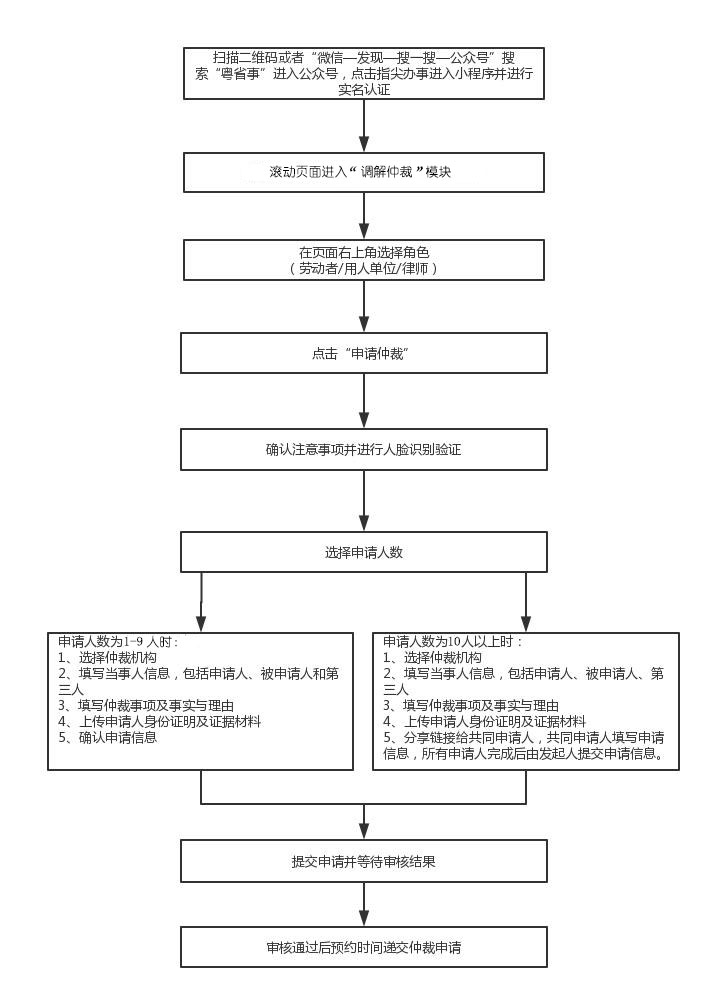 扫描二维码或者“微信—发现—搜一搜—公众号”搜
索“粤省事”进入公众号，点击指尖办事进入小程序并进行
实名认证
滚动页面进入“调解仲裁”模块
在页面右上角选择角色
（劳动者/用人单位/律师）
点击“申请仲裁”
确认注意事项并进行人脸识别验证
选择申请人数
申请人数为1-9 人时：
1、选择仲裁机构
2、填写当事人信息，包括申请人、被申请人和第
三人
3、填写仲裁事项及事实与理由
4、上传申请人身份证明及证据材料
5、确认申请信息
申请人数为10人以上时：
1、选择仲裁机构
2、填写当事人信息，包括申请人、被申请人、第
三人
3、填写仲裁事项及事实与理由
4、上传申请人身份证明及证据材料
5、分享链接给共同申请人，共同申请人填写申请
信息，所有申请人完成后由发起人提交申请信息。
提交申请并等待审核结果
审核通过后预约时间递交仲裁申请